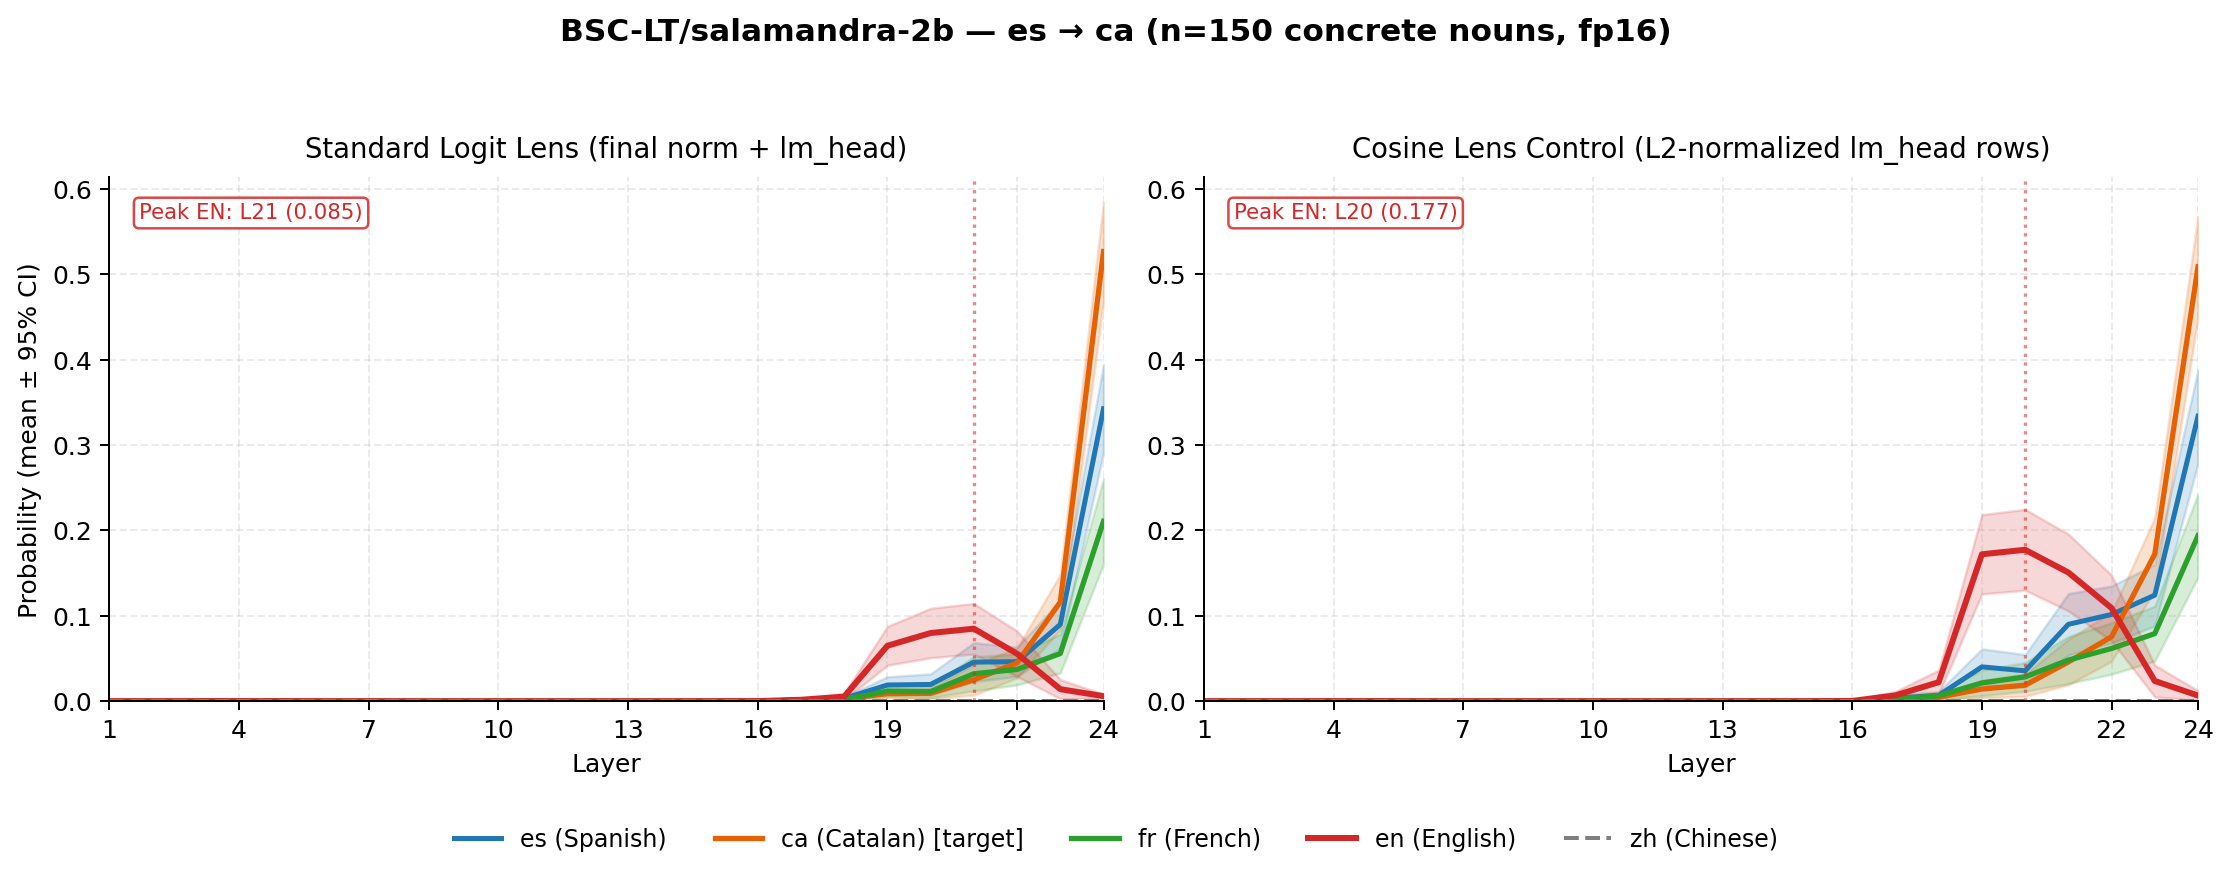 BSC-LT/salamandra-2b — es → ca (n=150 concrete nouns, fp16)
Standard Logit Lens (final norm + lm_head)
Peak EN: L21 (0.085)
Probability (mean ± 95% CI)
0.6
0.5
0.4
0.3
0.2
0.1
0.0
1 4 7 10 13 16 19 22 24
Layer
Cosine Lens Control (L2-normalized lm_head rows)
Peak EN: L20 (0.177)
0.6
0.5
0.4
0.3
0.2
0.1
0.0
1 4 7 10 13 16 19 22 24
Layer
es (Spanish) ca (Catalan) [target] fr (French) en (English) zh (Chinese)